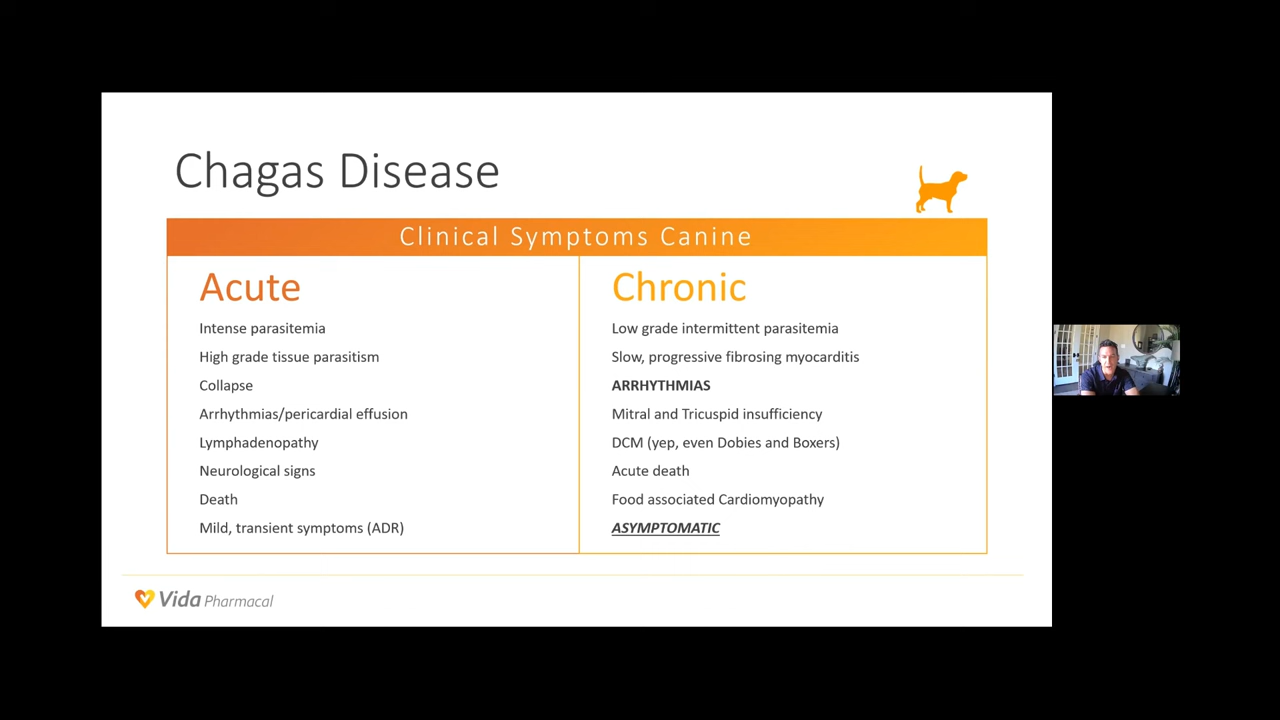 Chagas Disease
Clinical Symptoms Canine
Acute
Intense parasitemia
High grade tissue parasitism
Collapse
Arrhythmias/pericardial effusion
Lymphadenopathy
Neurological signs
Death
Mild, transient symptoms (ADR)
Chronic
Low grade intermittent parasitemia
Slow, progressive fibrosing myocarditis
ARRHYTHMIAS
Mitral and Tricuspid insufficiency
DCM (yep, even Dobies and Boxers)
Acute death
Food associated Cardiomyopathy
ASYMPTOMATIC
Vida Pharmacal